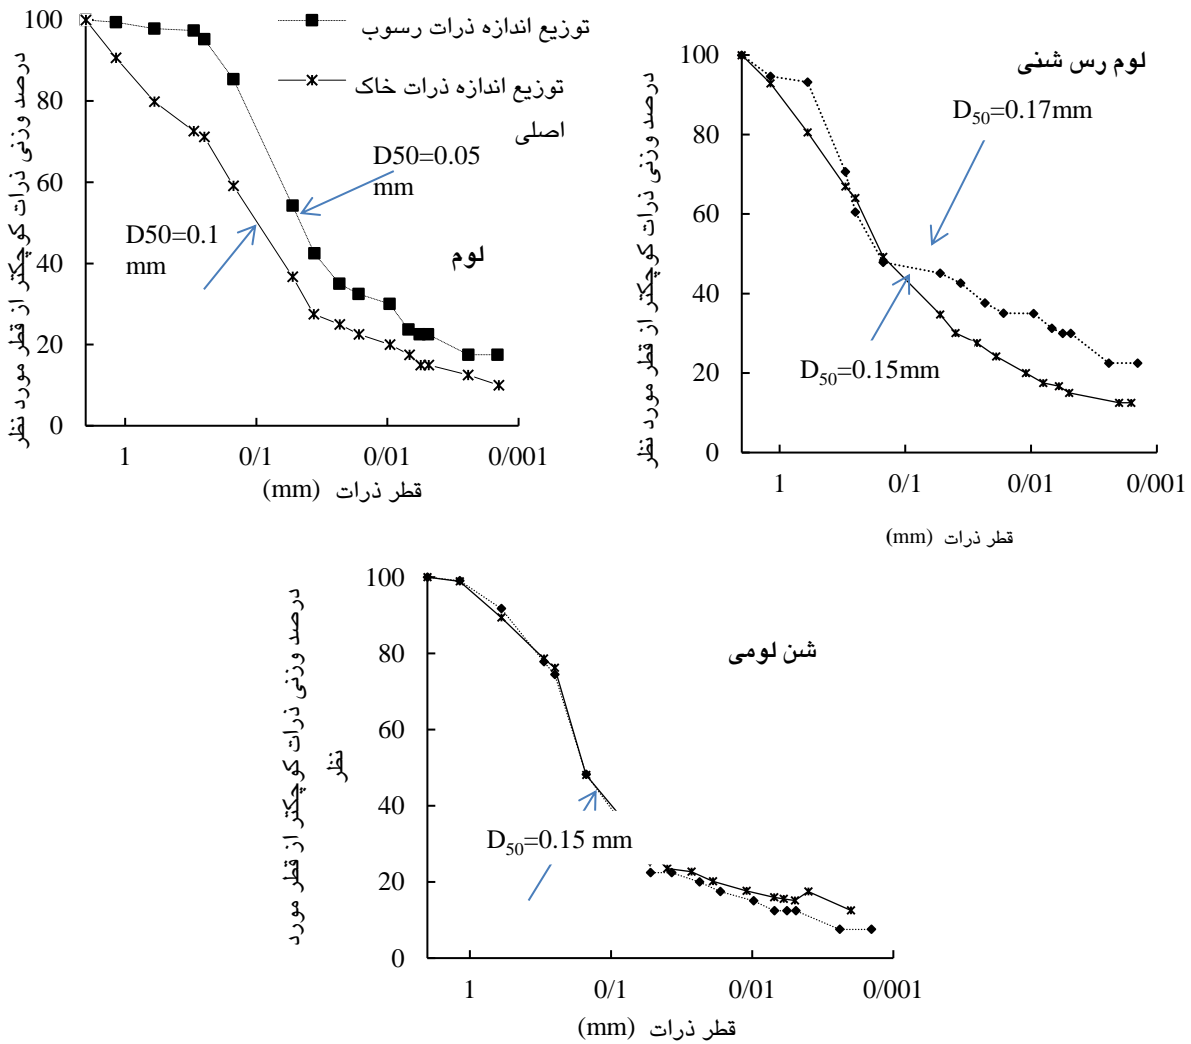 درصد وزنی ذرات کوچکتر از قطر مورد نظر
100
80
60
40
20
0
توزیع اندازه ذرات رسوب
توزیع اندازه ذرات خاک
اصلی
D50=0.05
mm
D50=0.1
mm
لوم
1
0/1
0/01
0/001
قطر ذرات (mm)
درصد وزنی ذرات کوچکتر از قطر مورد نظر
100
80
60
40
20
0
لوم رس شنی
D50=0.17mm
D50=0.15mm
1
0/1
0/01
0/001
قطر ذرات (mm)
درصد وزنی ذرات کوچکتر از قطر مورد
نظر
100
80
60
40
20
0
شن لومی
D50=0.15 mm
1
0/1
0/01
0/001
قطر ذرات (mm)